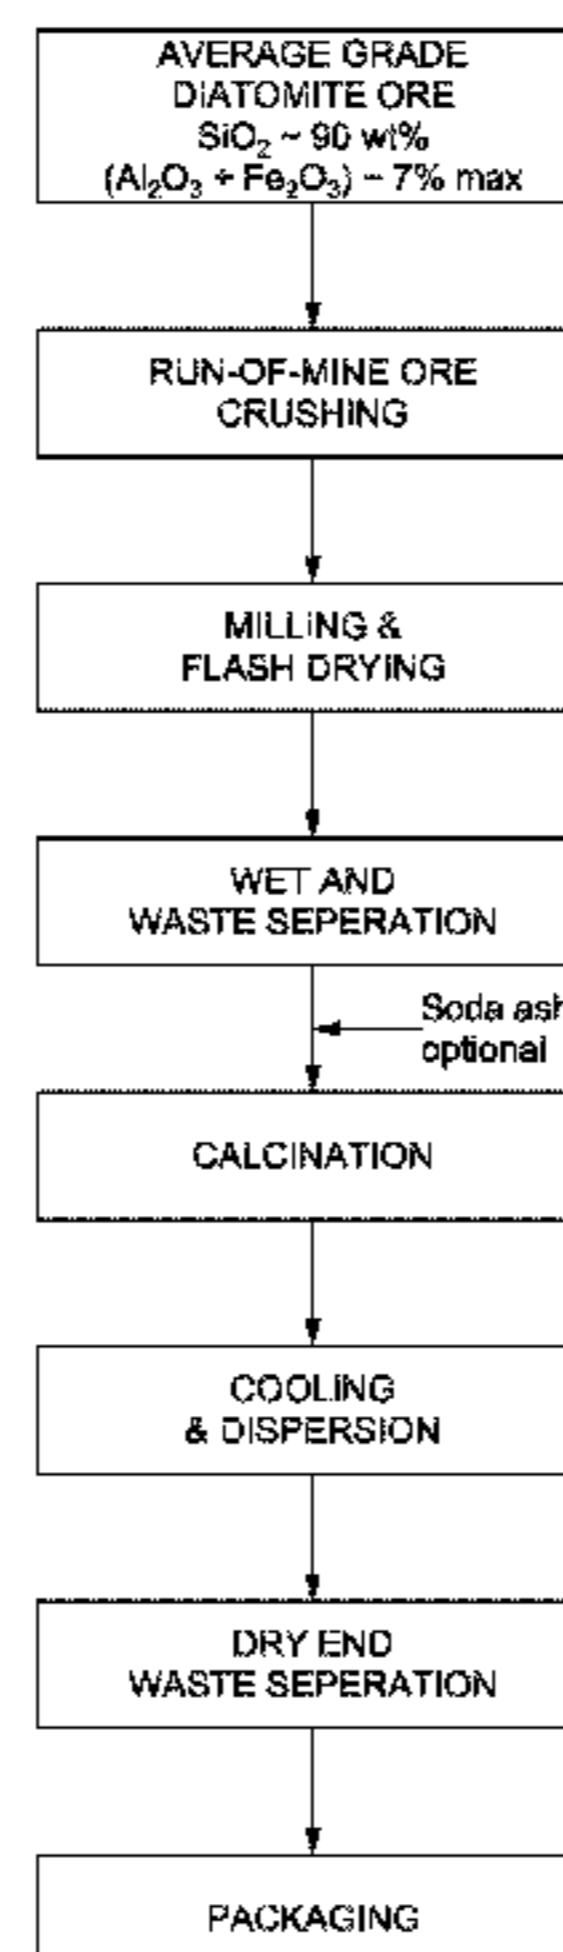 AVERAGE GRADE
DIATOMITE ORE
SiO₂ ~ 90 wt%
(Al₂O₃ + Fe₂O₃) ~ 7% max
RUN-OF-MINE ORE
CRUSHING
MILLING &
FLASH DRYING
WET AND
WASTE SEPERATION
Soda ash
optional
CALCINATION
COOLING
& DISPERSION
DRY END
WASTE SEPERATION
PACKAGING